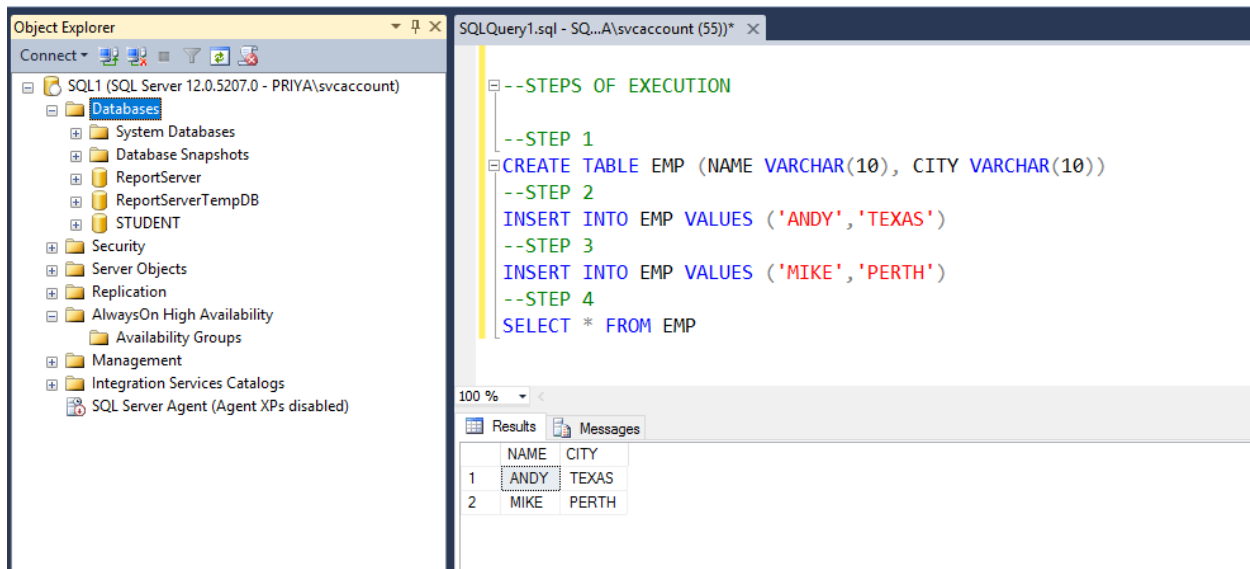 Object Explorer
Connect
SQL1 (SQL Server 12.0.5207.0 - PRIYA\svcaccount)
Databases
System Databases
Database Snapshots
ReportServer
ReportServerTempDB
STUDENT
Security
Server Objects
Replication
AlwaysOn High Availability
Availability Groups
Management
Integration Services Catalogs
SQL Server Agent (Agent XPs disabled)
SQLQuery1.sql - SQ...A\svcaccount (55))*
--STEPS OF EXECUTION
--STEP 1
CREATE TABLE EMP (NAME VARCHAR(10), CITY VARCHAR(10))
--STEP 2
INSERT INTO EMP VALUES ('ANDY','TEXAS')
--STEP 3
INSERT INTO EMP VALUES ('MIKE','PERTH')
--STEP 4
SELECT * FROM EMP
100 %
Results Messages
NAME CITY
1 ANDY TEXAS
2 MIKE PERTH